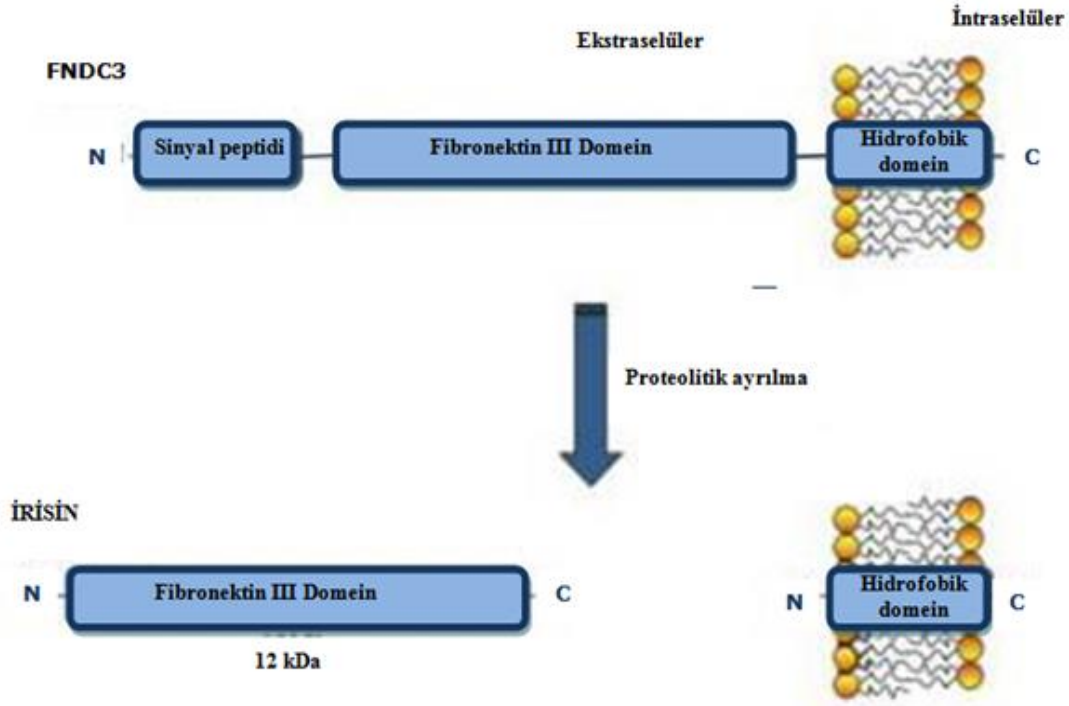 İntraselüler
Ekstraselüler
FNDC3
N
Sinyal peptidi
Fibronektin III Domein
Hidrofobik
domein
C
Proteolitik ayrılma
İRİSİN
N
Fibronektin III Domein
C
12 kDa
N
Hidrofobik
domein
C